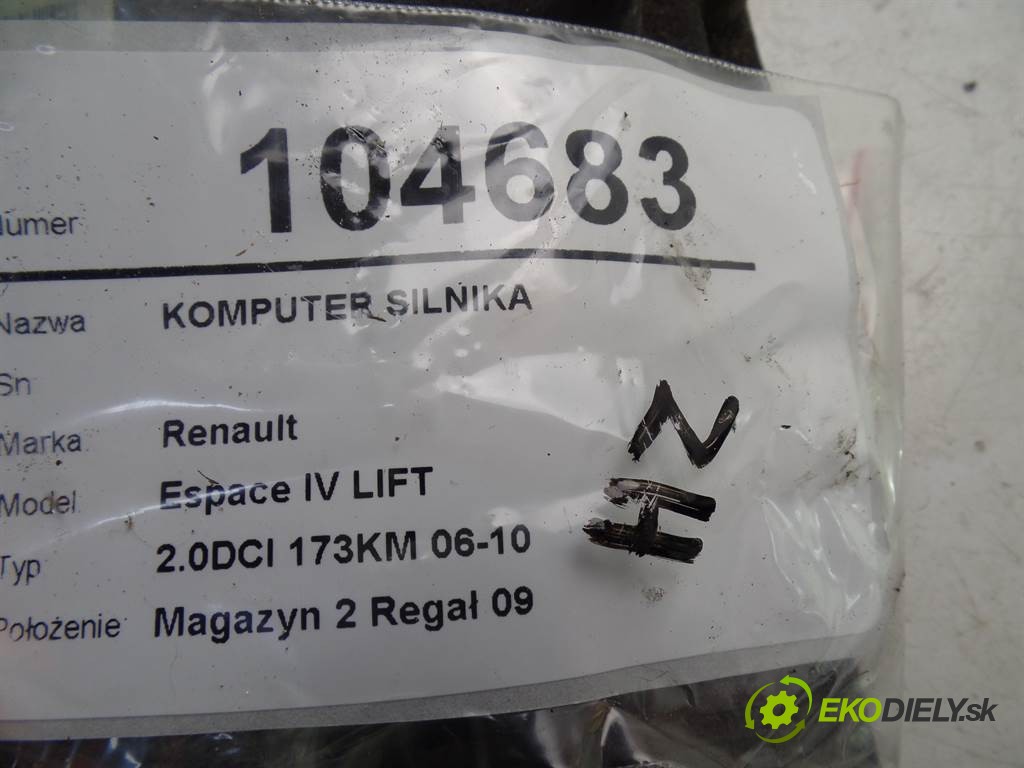 Numer 104683
Nazwa KOMPUTER SILNIKA
Sn
Marka Renault
Model Espace IV LIFT
Typ 2.0DCI 173KM 06-10
Położenie Magazyn 2 Regał 09
EKODIELY.sk